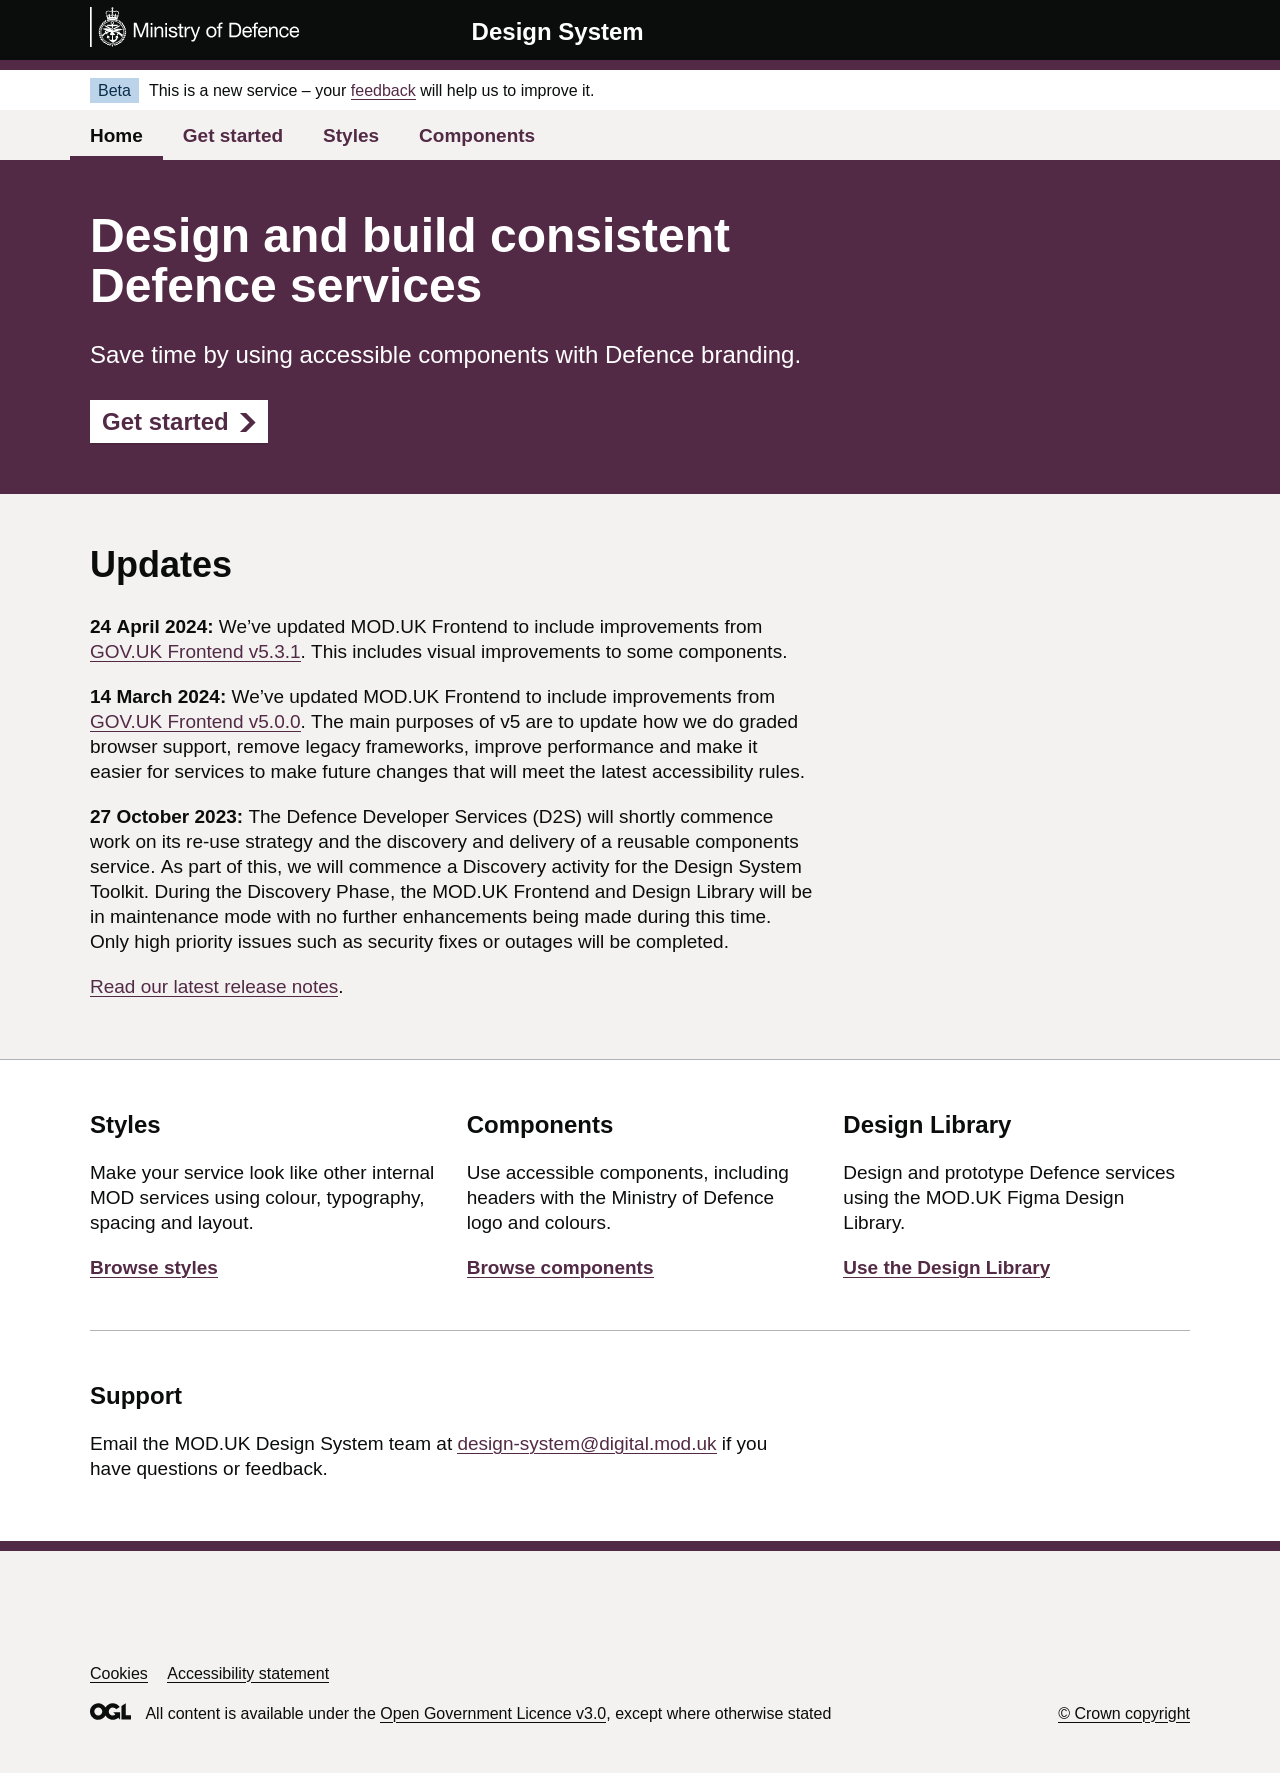 Ministry of Defence
Design System
Beta This is a new service – your feedback will help us to improve it.
Home Get started Styles Components
Design and build consistent
Defence services
Save time by using accessible components with Defence branding.
Get started
Updates
24 April 2024: We’ve updated MOD.UK Frontend to include improvements from
GOV.UK Frontend v5.3.1. This includes visual improvements to some components.
14 March 2024: We’ve updated MOD.UK Frontend to include improvements from
GOV.UK Frontend v5.0.0. The main purposes of v5 are to update how we do graded
browser support, remove legacy frameworks, improve performance and make it
easier for services to make future changes that will meet the latest accessibility rules.
27 October 2023: The Defence Developer Services (D2S) will shortly commence
work on its re-use strategy and the discovery and delivery of a reusable components
service. As part of this, we will commence a Discovery activity for the Design System
Toolkit. During the Discovery Phase, the MOD.UK Frontend and Design Library will be
in maintenance mode with no further enhancements being made during this time.
Only high priority issues such as security fixes or outages will be completed.
Read our latest release notes.
Styles
Make your service look like other internal
MOD services using colour, typography,
spacing and layout.
Browse styles
Components
Use accessible components, including
headers with the Ministry of Defence
logo and colours.
Browse components
Design Library
Design and prototype Defence services
using the MOD.UK Figma Design
Library.
Use the Design Library
Support
Email the MOD.UK Design System team at design-system@digital.mod.uk if you
have questions or feedback.
Cookies Accessibility statement
OGL All content is available under the Open Government Licence v3.0, except where otherwise stated
© Crown copyright